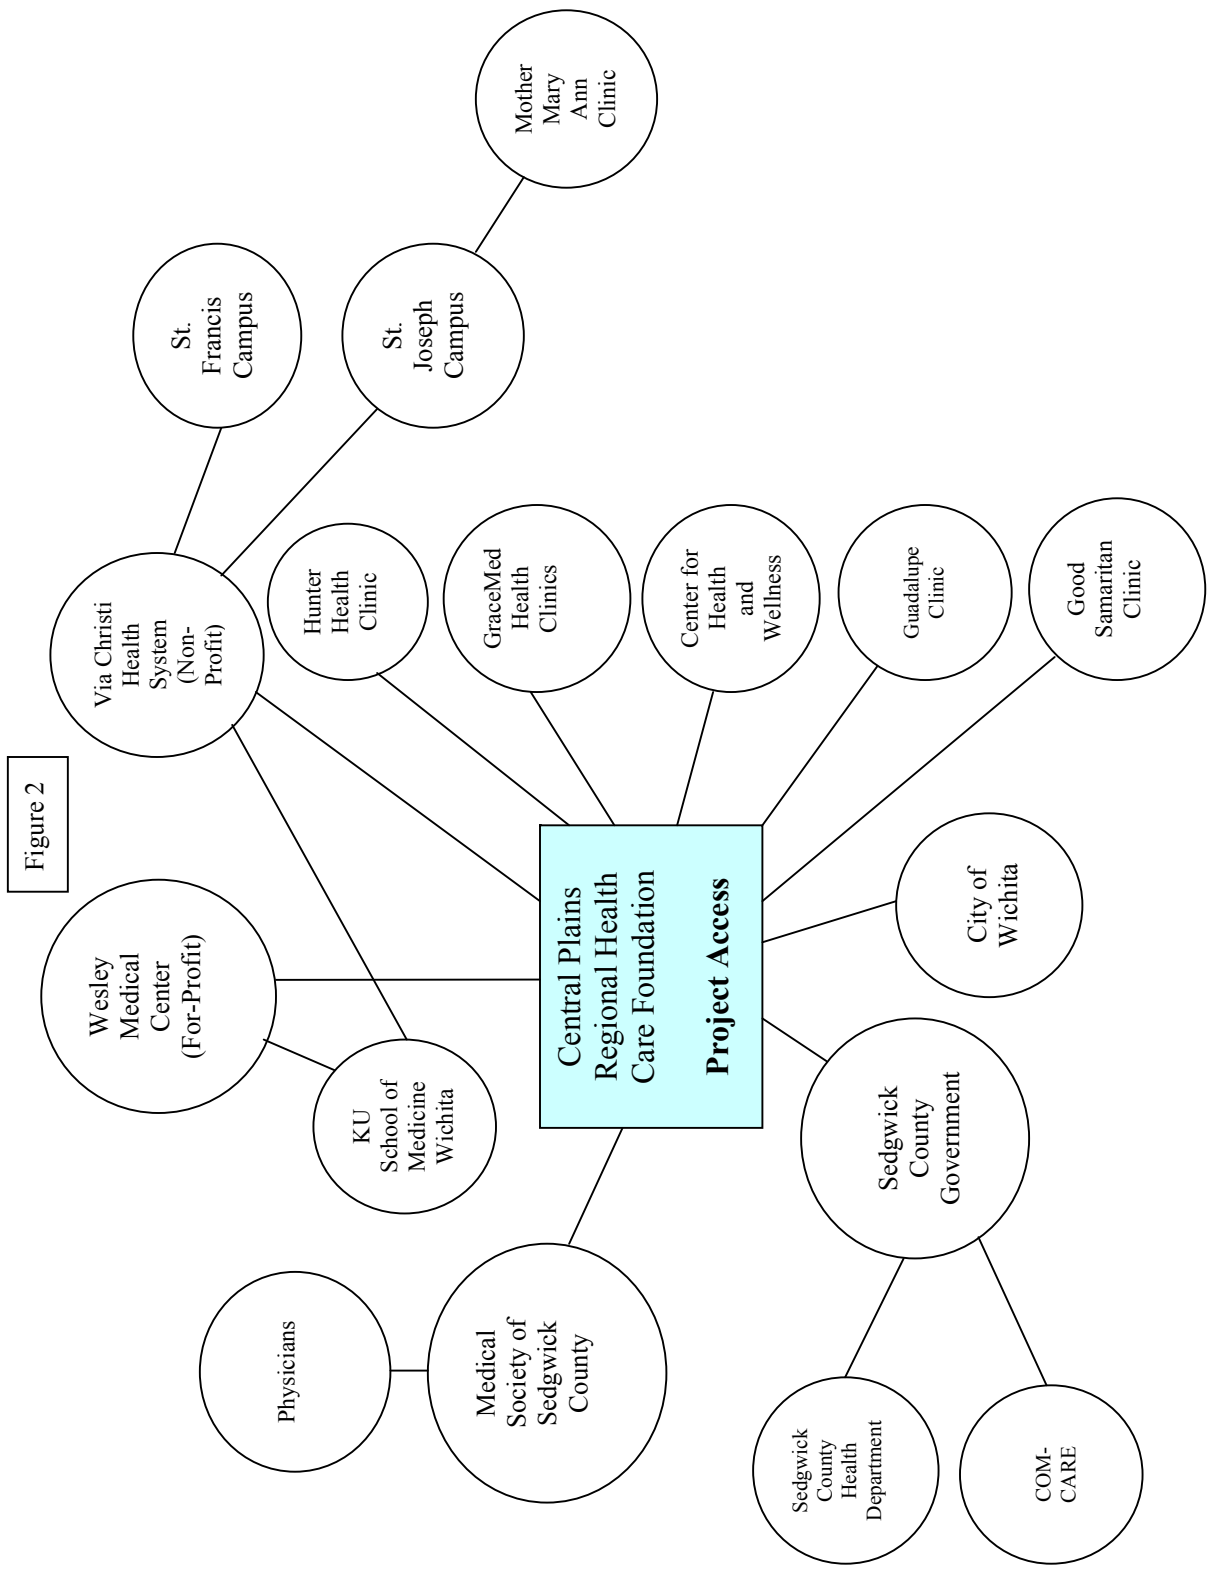 Figure 2
Physicians
Medical
Society of
Sedgwick
County
Sedgwick
County
Health
Department
COM-
CARE
KU
School of
Medicine
Wichita
Wesley
Medical
Center
(For-Profit)
Sedgwick
County
Government
Central Plains
Regional Health
Care Foundation
Project Access
City of
Wichita
Via Christi
Health
System
(Non-
Profit)
Hunter
Health
Clinic
GraceMed
Health
Clinics
Center for
Health
and
Wellness
Guadalupe
Clinic
Good
Samaritan
Clinic
St.
Francis
Campus
St.
Joseph
Campus
Mother
Mary
Ann
Clinic